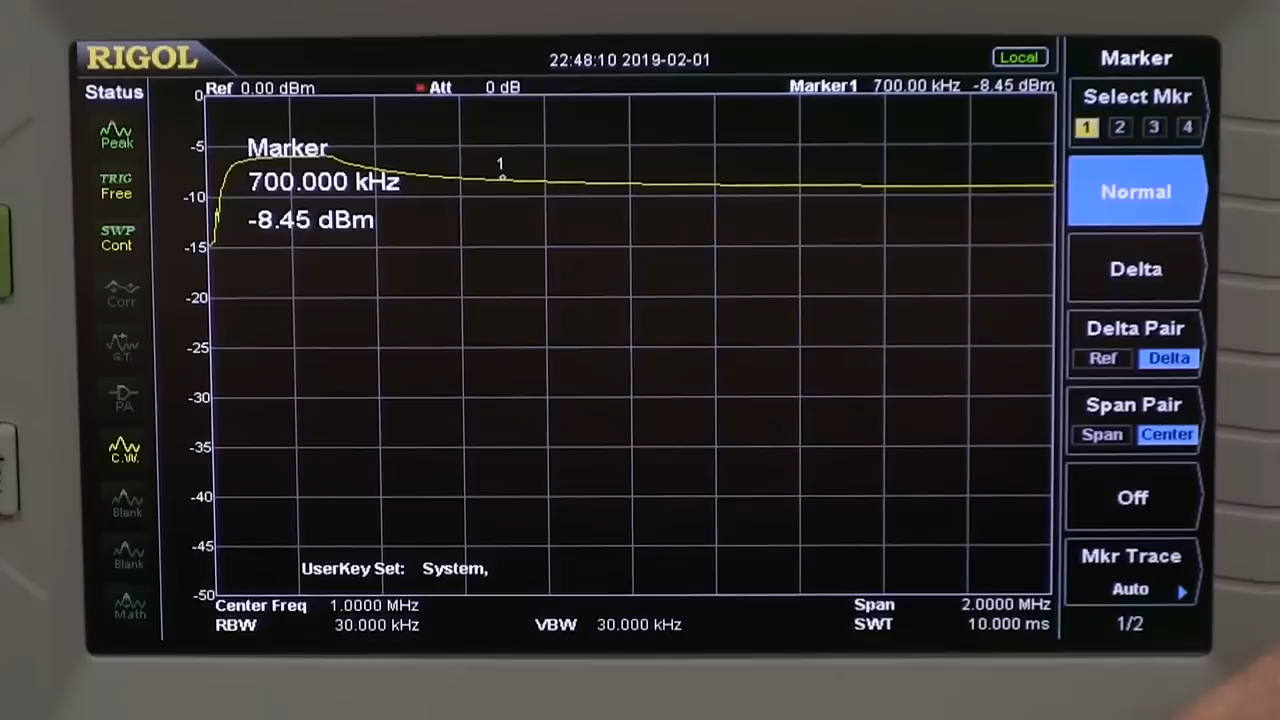 RIGOL
22:48:10 2019-02-01
Local
Status
Ref 0.00 dBm
Att 0 dB
Marker1 700.00 kHz -8.45 dBm
Peak
TRIG
Free
SWP
Cont
Corr
S.T.
PA
C.W.
Blank
Blank
Math
0
-5
-10
-15
-20
-25
-30
-35
-40
-45
-50
Marker
700.000 kHz
-8.45 dBm
1
UserKey Set: System,
Center Freq 1.0000 MHz
Span 2.0000 MHz
RBW 30.000 kHz
VBW 30.000 kHz
SWT 10.000 ms
Marker
Select Mkr
1 2 3 4
Normal
Delta
Delta Pair
Ref Delta
Span Pair
Span Center
Off
Mkr Trace
Auto
1/2